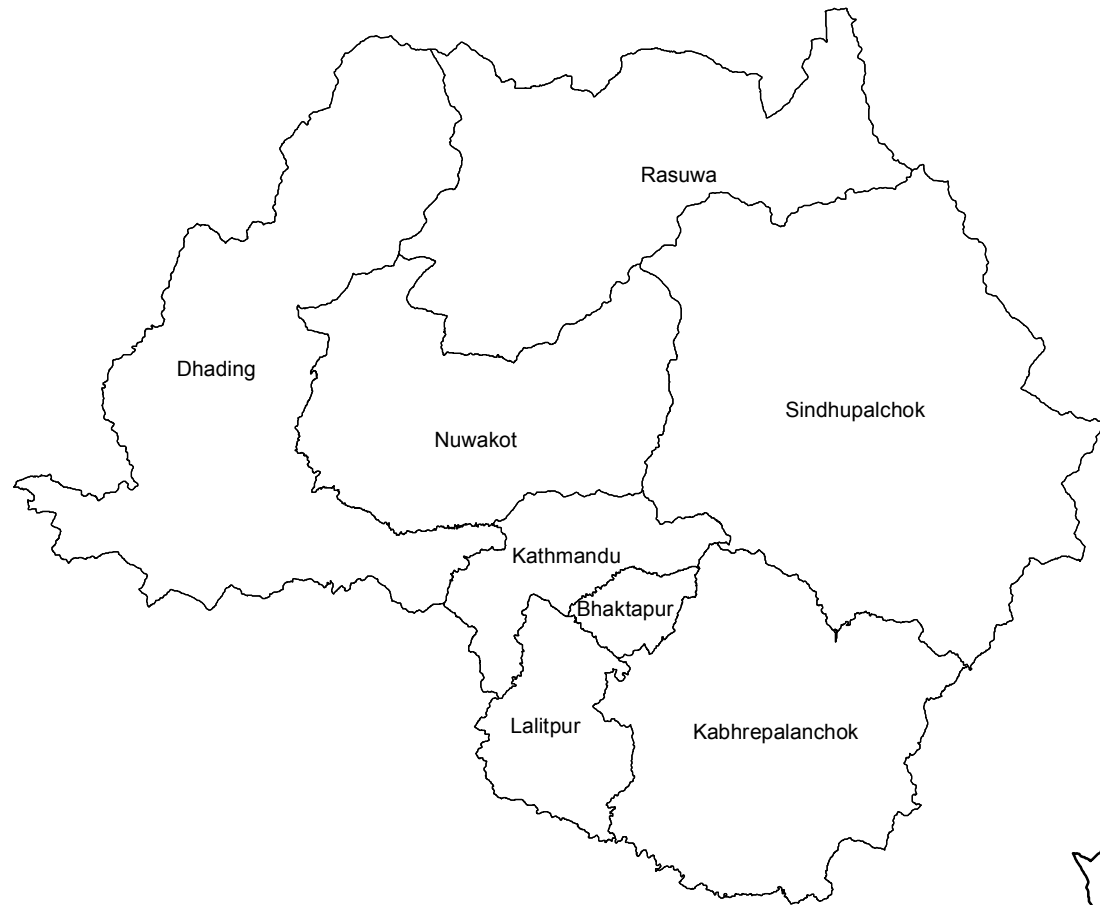 Rasuwa
Dhading
Sindhupalchok
Nuwakot
Kathmandu
Bhaktapur
Lalitpur
Kabhrepalanchok